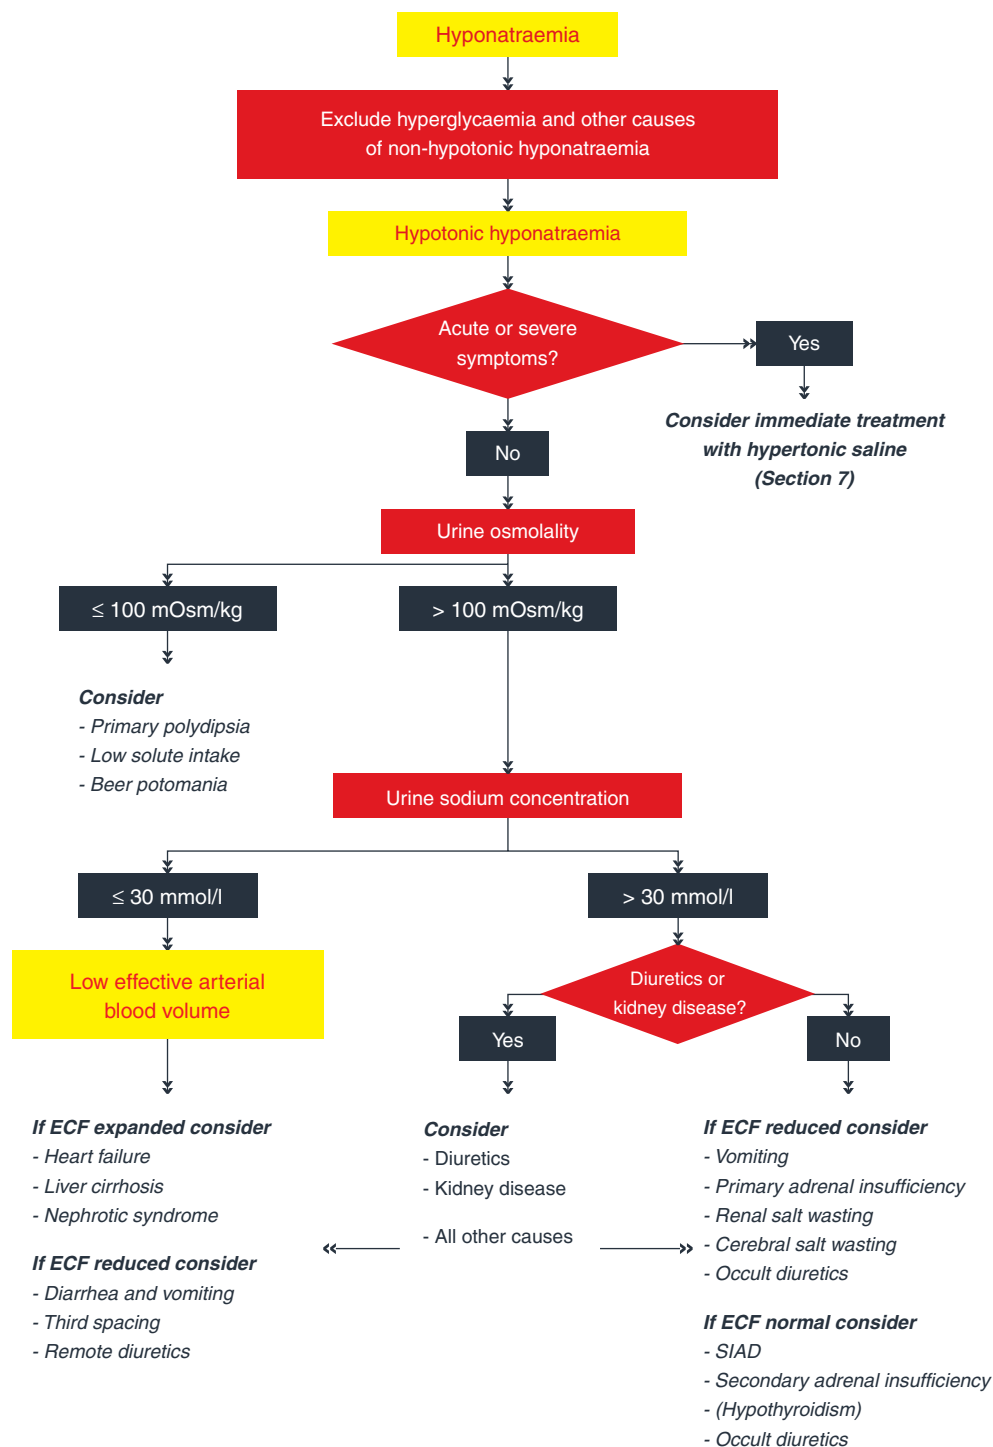 Hyponatraemia
Exclude hyperglycaemia and other causes
of non-hypotonic hyponatraemia
Hypotonic hyponatraemia
Acute or severe
symptoms?
Yes
Consider immediate treatment
with hypertonic saline
(Section 7)
No
Urine osmolality
≤ 100 mOsm/kg
> 100 mOsm/kg
Consider
- Primary polydipsia
- Low solute intake
- Beer potomania
Urine sodium concentration
≤ 30 mmol/l
> 30 mmol/l
Low effective arterial
blood volume
Diuretics or
kidney disease?
Yes
No
If ECF expanded consider
- Heart failure
- Liver cirrhosis
- Nephrotic syndrome
If ECF reduced consider
- Diarrhea and vomiting
- Third spacing
- Remote diuretics
Consider
- Diuretics
- Kidney disease
- All other causes
If ECF reduced consider
- Vomiting
- Primary adrenal insufficiency
- Renal salt wasting
- Cerebral salt wasting
- Occult diuretics
If ECF normal consider
- SIAD
- Secondary adrenal insufficiency
- (Hypothyroidism)
- Occult diuretics